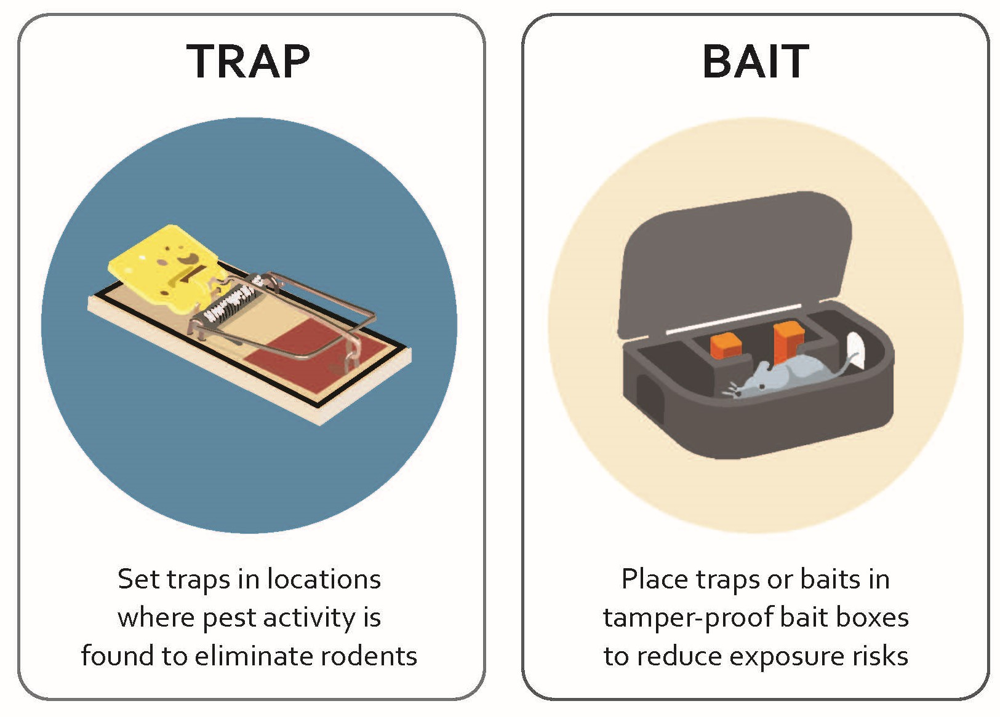 TRAP
Set traps in locations
where pest activity is
found to eliminate rodents
BAIT
Place traps or baits in
tamper-proof bait boxes
to reduce exposure risks